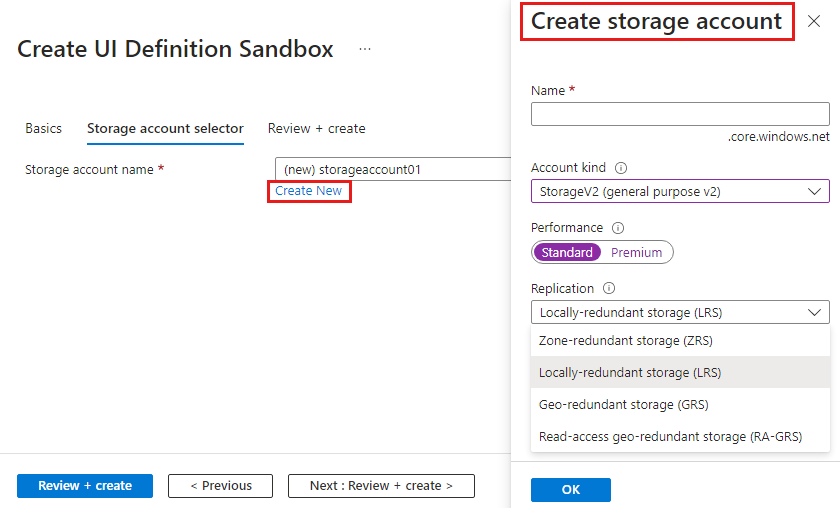 Create UI Definition Sandbox ...
Basics Storage account selector Review + create
Storage account name *
(new) storageaccount01
Create New
Review + create
< Previous
Next : Review + create >
Create storage account
Name *
.core.windows.net
Account kind
StorageV2 (general purpose v2)
Performance
Standard Premium
Replication
Locally-redundant storage (LRS)
Zone-redundant storage (ZRS)
Locally-redundant storage (LRS)
Geo-redundant storage (GRS)
Read-access geo-redundant storage (RA-GRS)
OK